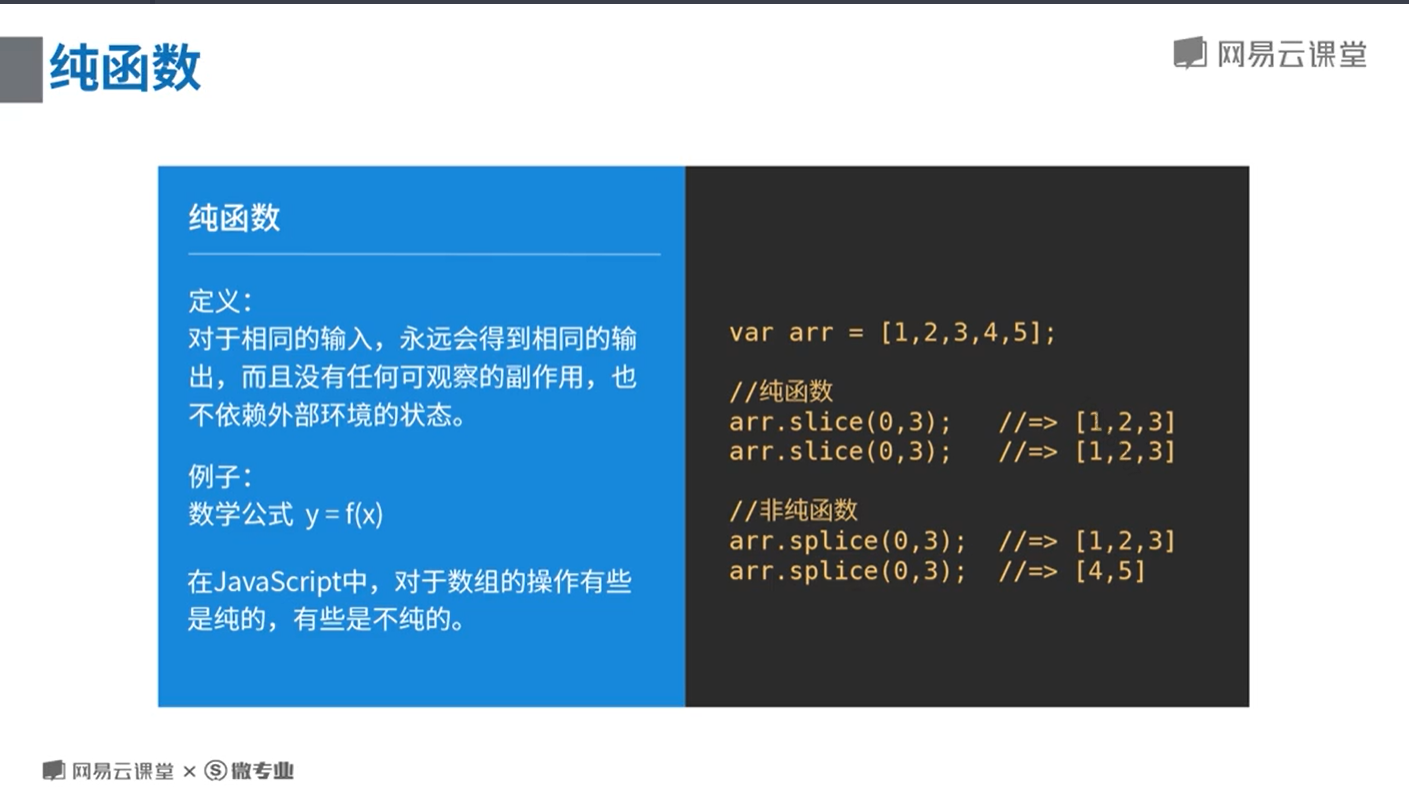 纯函数
网易云课堂
纯函数
定义：
对于相同的输入，永远会得到相同的输
出，而且没有任何可观察的副作用，也
不依赖外部环境的状态。
例子：
数学公式 y = f(x)
在JavaScript中，对于数组的操作有些
是纯的，有些是不纯的。
var arr = [1,2,3,4,5];
//纯函数
arr.slice(0,3); //=> [1,2,3]
arr.slice(0,3); //=> [1,2,3]
//非纯函数
arr.splice(0,3); //=> [1,2,3]
arr.splice(0,3); //=> [4,5]
网易云课堂 × Ⓢ 微专业